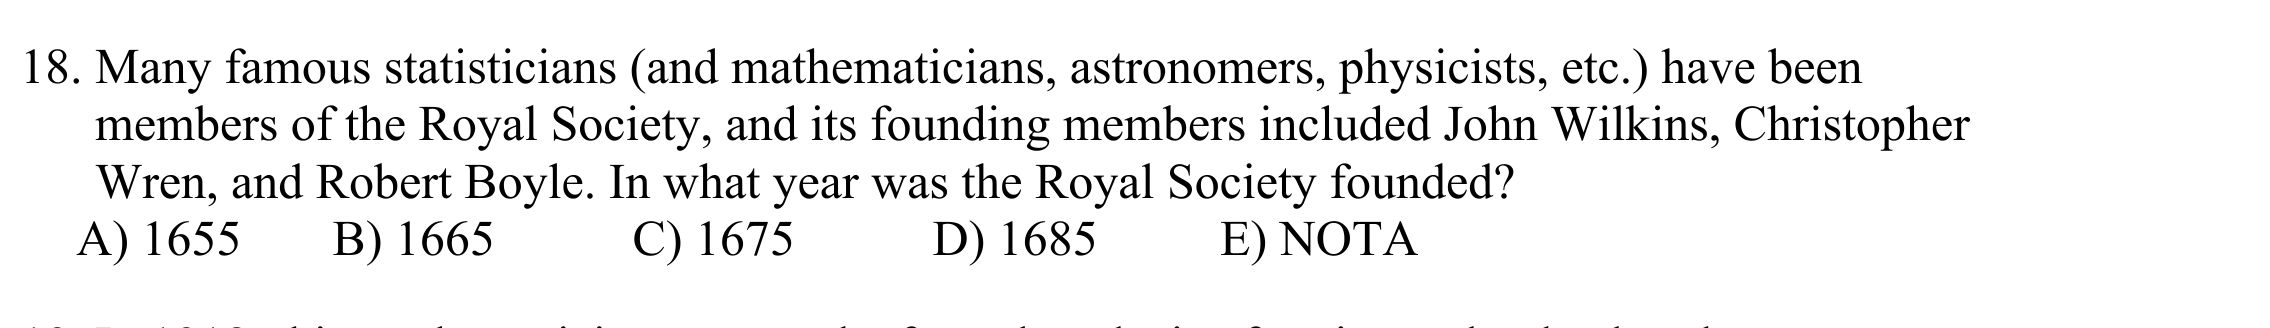 18. Many famous statisticians (and mathematicians, astronomers, physicists, etc.) have been
members of the Royal Society, and its founding members included John Wilkins, Christopher
Wren, and Robert Boyle. In what year was the Royal Society founded?
A) 1655 B) 1665 C) 1675 D) 1685 E) NOTA